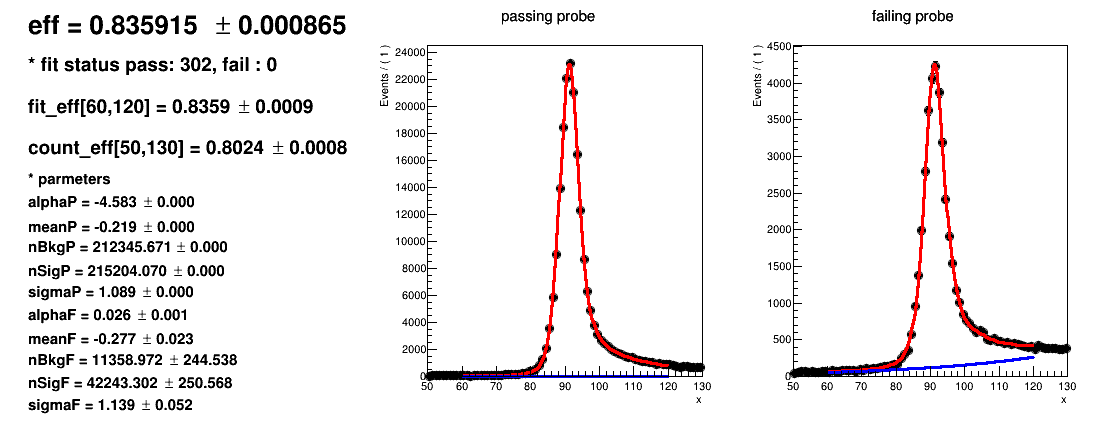 eff = 0.835915 ± 0.000865
* fit status pass: 302, fail : 0
fit_eff[60,120] = 0.8359 ± 0.0009
count_eff[50,130] = 0.8024 ± 0.0008
* parmeters
alphaP = -4.583 ± 0.000
meanP = -0.219 ± 0.000
nBkgP = 212345.671 ± 0.000
nSigP = 215204.070 ± 0.000
sigmaP = 1.089 ± 0.000
alphaF = 0.026 ± 0.001
meanF = -0.277 ± 0.023
nBkgF = 11358.972 ± 244.538
nSigF = 42243.302 ± 250.568
sigmaF = 1.139 ± 0.052
passing probe
Events / ( 1 )
24000
22000
20000
18000
16000
14000
12000
10000
8000
6000
4000
2000
0
50 60 70 80 90 100 110 120 130
x
failing probe
Events / ( 1 )
4500
4000
3500
3000
2500
2000
1500
1000
500
0
50 60 70 80 90 100 110 120 130
x